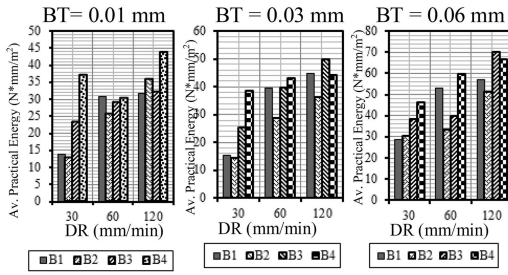 BT= 0.01 mm
Av. Practical Energy (N*mm/m²)
50
45
40
35
30
25
20
15
10
5
0
30 60 120
DR (mm/min)
B1 B2 B3 B4
BT = 0.03 mm
Av. Practical Energy (N*mm/m²)
60
50
40
30
20
10
0
30 60 120
DR (mm/min)
B1 B2 B3 B4
BT = 0.06 mm
Av. Practical Energy (N*mm/m²)
80
70
60
50
40
30
20
10
0
30 60 120
DR (mm/min)
B1 B2 B3 B4